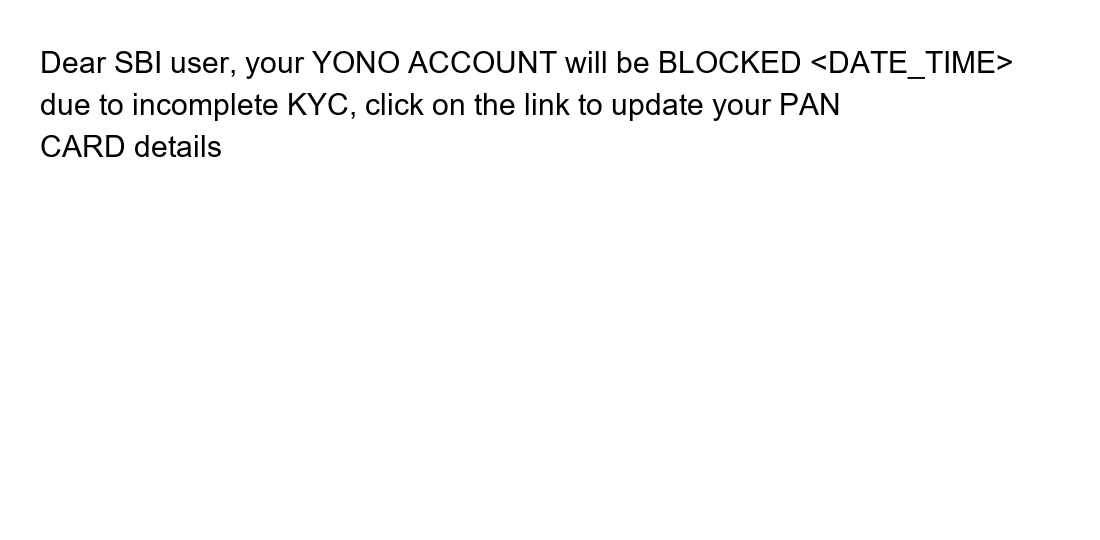 Dear SBI user, your YONO ACCOUNT will be BLOCKED <DATE_TIME>
due to incomplete KYC, click on the link to update your PAN
CARD details